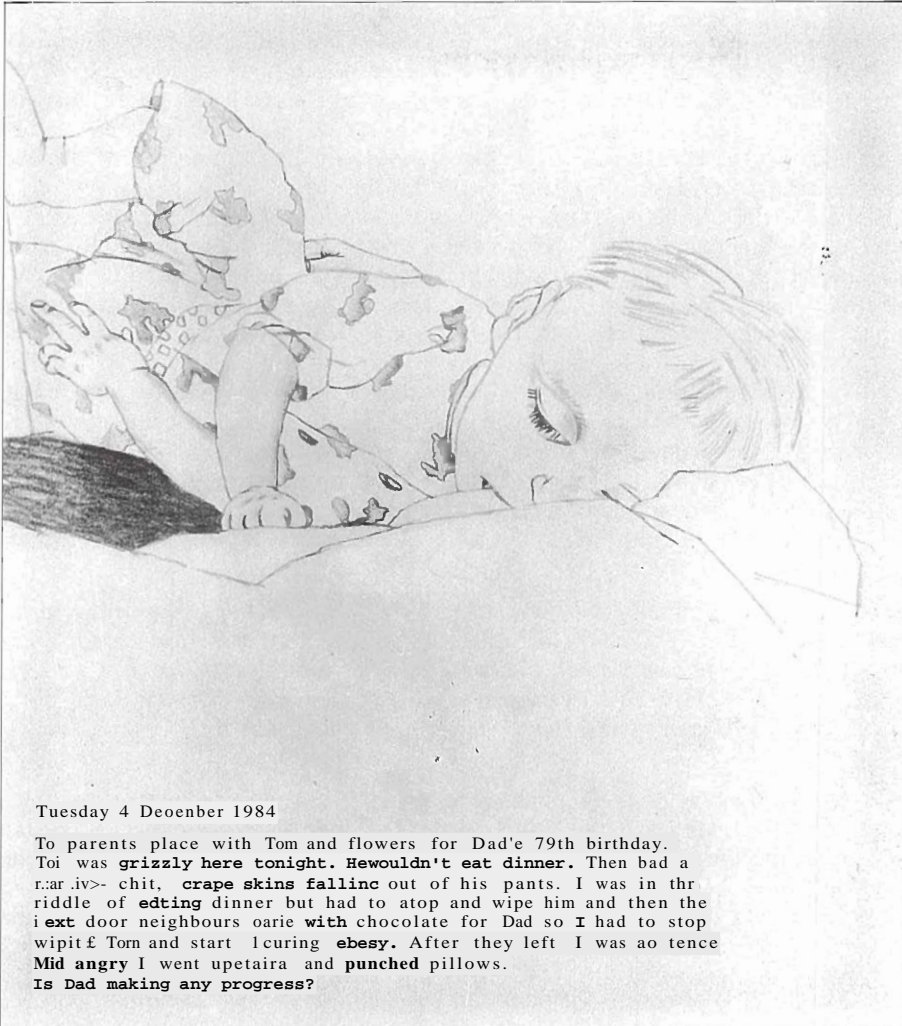 Tuesday 4 Deoenber 1984
To parents place with Tom and flowers for Dad'e 79th birthday.
Toi was grizzly here tonight. Hewouldn't eat dinner. Then bad a
r.:ar .iv>- chit, crape skins fallinc out of his pants. I was in thr
riddle of edting dinner but had to atop and wipe him and then the
i ext door neighbours oarie with chocolate for Dad so I had to stop
wipit £ Torn and start 1curing ebesy. After they left I was ao tence
Mid angry I went upetaira and punched pillows.
Is Dad making any progress?